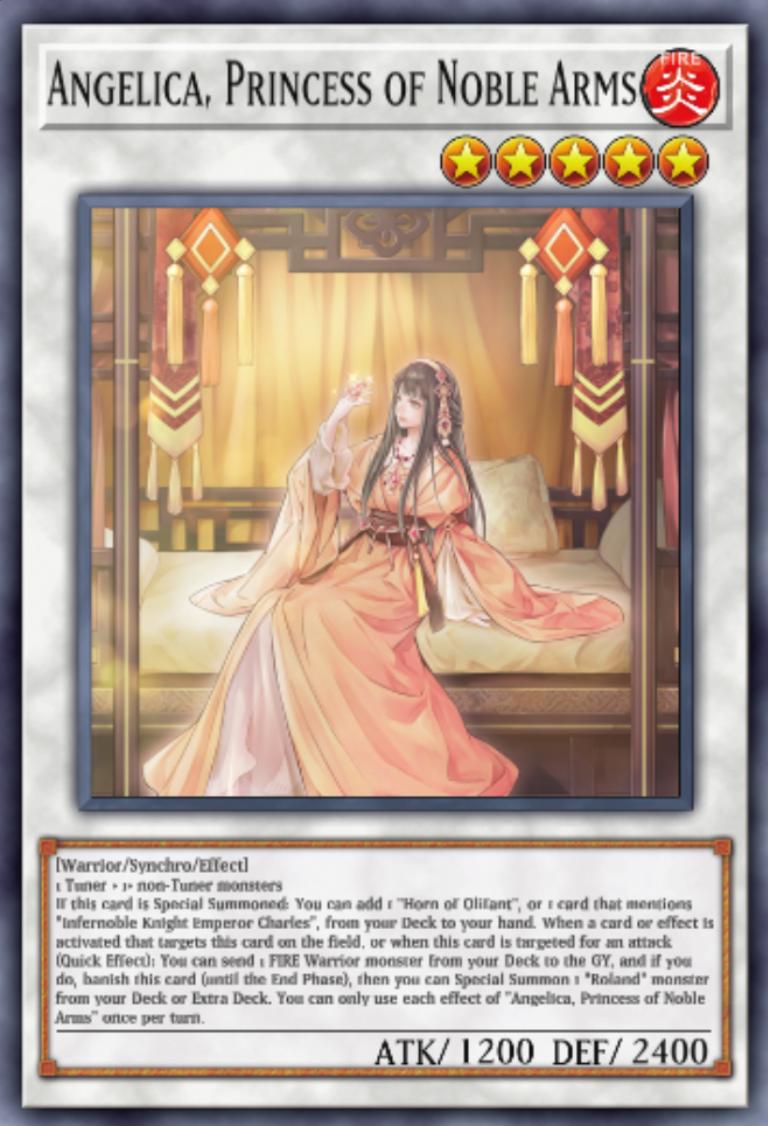 ANGELICA, PRINCESS OF NOBLE ARMS
FIRE
炎
[Warrior/Synchro/Effect]
1 Tuner + 1+ non-Tuner monsters
If this card is Special Summoned: You can add 1 "Horn of Olifant", or 1 card that mentions
"Infernoble Knight Emperor Charles", from your Deck to your hand. When a card or effect is
activated that targets this card on the field, or when this card is targeted for an attack
(Quick Effect): You can send 1 FIRE Warrior monster from your Deck to the GY, and if you
do, banish this card (until the End Phase), then you can Special Summon 1 "Roland" monster
from your Deck or Extra Deck. You can only use each effect of "Angelica, Princess of Noble
Arms" once per turn.
ATK/ 1200 DEF/ 2400